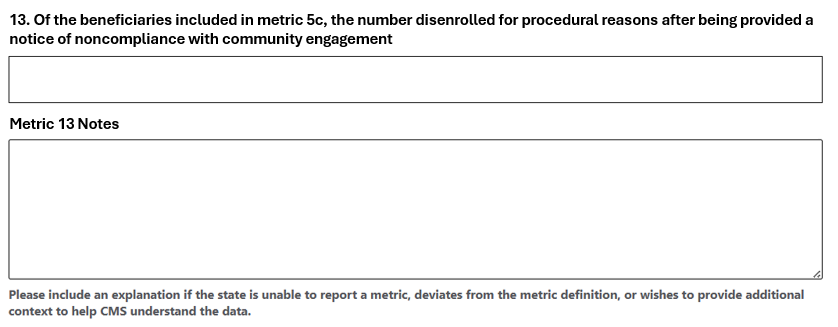 13. Of the beneficiaries included in metric 5c, the number disenrolled for procedural reasons after being provided a
notice of noncompliance with community engagement
Metric 13 Notes
Please include an explanation if the state is unable to report a metric, deviates from the metric definition, or wishes to provide additional
context to help CMS understand the data.